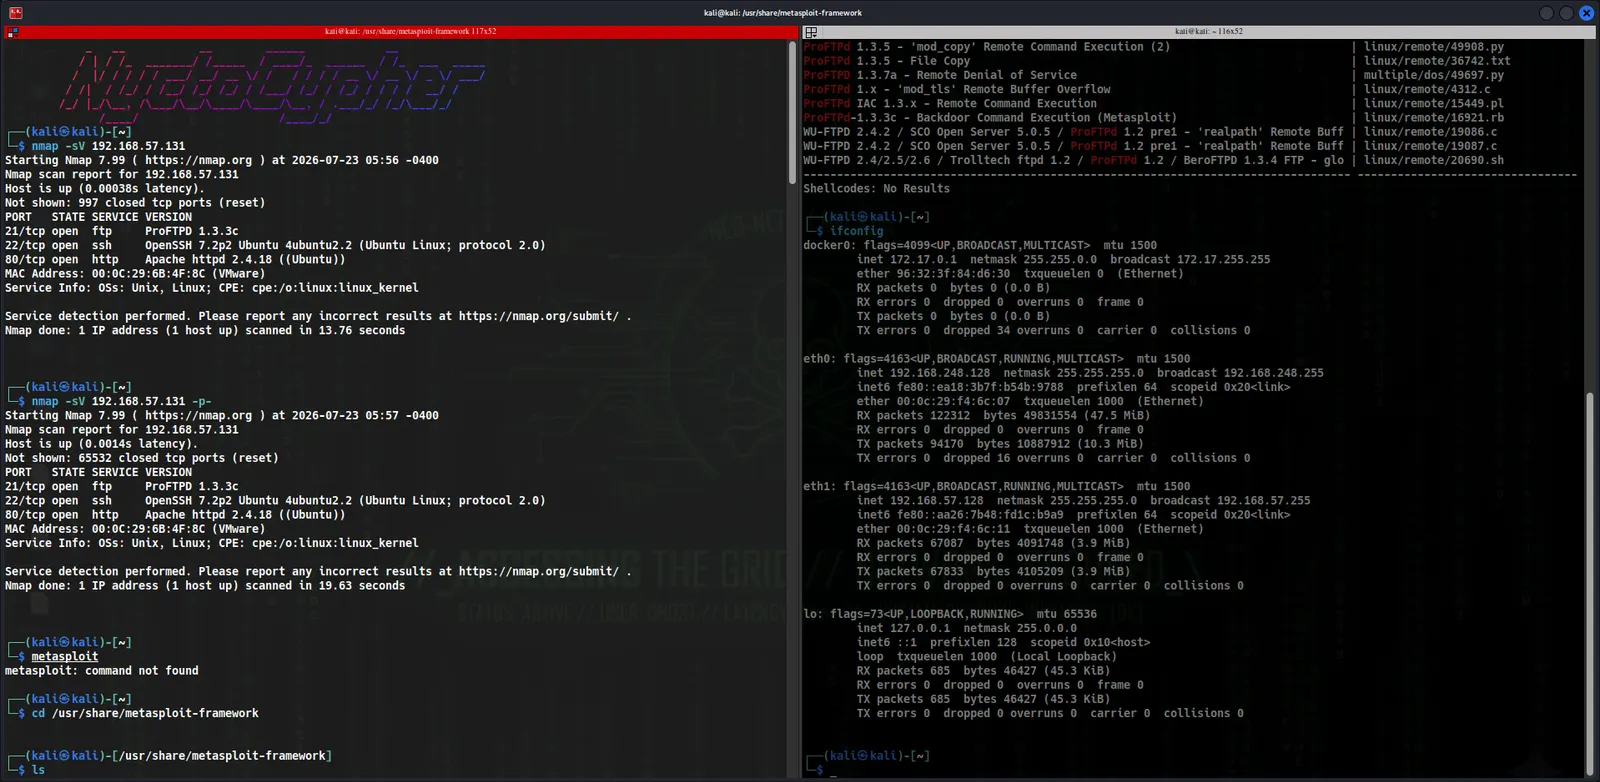 kali@kali: /usr/share/metasploit-framework
kali@kali: /usr/share/metasploit-framework 117x52
┌──(kali㉿kali)-[~]
└─$ nmap -sV 192.168.57.131
Starting Nmap 7.99 ( https://nmap.org ) at 2026-07-23 05:56 -0400
Nmap scan report for 192.168.57.131
Host is up (0.00038s latency).
Not shown: 997 closed tcp ports (reset)
PORT   STATE SERVICE VERSION
21/tcp open  ftp     ProFTPD 1.3.3c
22/tcp open  ssh     OpenSSH 7.2p2 Ubuntu 4ubuntu2.2 (Ubuntu Linux; protocol 2.0)
80/tcp open  http    Apache httpd 2.4.18 ((Ubuntu))
MAC Address: 00:0C:29:6B:4F:8C (VMware)
Service Info: OSs: Unix, Linux; CPE: cpe:/o:linux:linux_kernel
Service detection performed. Please report any incorrect results at https://nmap.org/submit/ .
Nmap done: 1 IP address (1 host up) scanned in 13.76 seconds
┌──(kali㉿kali)-[~]
└─$ nmap -sV 192.168.57.131 -p-
Starting Nmap 7.99 ( https://nmap.org ) at 2026-07-23 05:57 -0400
Nmap scan report for 192.168.57.131
Host is up (0.0014s latency).
Not shown: 65532 closed tcp ports (reset)
PORT   STATE SERVICE VERSION
21/tcp open  ftp     ProFTPD 1.3.3c
22/tcp open  ssh     OpenSSH 7.2p2 Ubuntu 4ubuntu2.2 (Ubuntu Linux; protocol 2.0)
80/tcp open  http    Apache httpd 2.4.18 ((Ubuntu))
MAC Address: 00:0C:29:6B:4F:8C (VMware)
Service Info: OSs: Unix, Linux; CPE: cpe:/o:linux:linux_kernel
Service detection performed. Please report any incorrect results at https://nmap.org/submit/ .
Nmap done: 1 IP address (1 host up) scanned in 19.63 seconds
┌──(kali㉿kali)-[~]
└─$ metasploit
metasploit: command not found
┌──(kali㉿kali)-[~]
└─$ cd /usr/share/metasploit-framework
┌──(kali㉿kali)-[/usr/share/metasploit-framework]
└─$ ls
kali@kali: ~ 116x52
ProFTPd 1.3.5 - 'mod_copy' Remote Command Execution (2) | linux/remote/49908.py
ProFTPd 1.3.5 - File Copy | linux/remote/36742.txt
ProFTPD 1.3.7a - Remote Denial of Service | multiple/dos/49697.py
ProFTPd 1.x - 'mod_tls' Remote Buffer Overflow | linux/remote/4312.c
ProFTPd IAC 1.3.x - Remote Command Execution | linux/remote/15449.pl
ProFTPd-1.3.3c - Backdoor Command Execution (Metasploit) | linux/remote/16921.rb
WU-FTPD 2.4.2 / SCO Open Server 5.0.5 / ProFTPd 1.2 pre1 - 'realpath' Remote Buff | linux/remote/19086.c
WU-FTPD 2.4.2 / SCO Open Server 5.0.5 / ProFTPd 1.2 pre1 - 'realpath' Remote Buff | linux/remote/19087.c
WU-FTPD 2.4/2.5/2.6 / Trolltech ftpd 1.2 / ProFTPd 1.2 / BeroFTPD 1.3.4 FTP - glo | linux/remote/20690.sh
Shellcodes: No Results
┌──(kali㉿kali)-[~]
└─$ ifconfig
docker0: flags=4099<UP,BROADCAST,MULTICAST>  mtu 1500
inet 172.17.0.1  netmask 255.255.0.0  broadcast 172.17.255.255
ether 96:32:3f:84:d6:30  txqueuelen 0  (Ethernet)
RX packets 0  bytes 0 (0.0 B)
RX errors 0  dropped 0  overruns 0  frame 0
TX packets 0  bytes 0 (0.0 B)
TX errors 0  dropped 34 overruns 0  carrier 0  collisions 0
eth0: flags=4163<UP,BROADCAST,RUNNING,MULTICAST>  mtu 1500
inet 192.168.248.128  netmask 255.255.255.0  broadcast 192.168.248.255
inet6 fe80::ea18:3b7f:b54b:9788  prefixlen 64  scopeid 0x20<link>
ether 00:0c:29:f4:6c:07  txqueuelen 1000  (Ethernet)
RX packets 122312  bytes 49831554 (47.5 MiB)
RX errors 0  dropped 0  overruns 0  frame 0
TX packets 94170  bytes 10887912 (10.3 MiB)
TX errors 0  dropped 16 overruns 0  carrier 0  collisions 0
eth1: flags=4163<UP,BROADCAST,RUNNING,MULTICAST>  mtu 1500
inet 192.168.57.128  netmask 255.255.255.0  broadcast 192.168.57.255
inet6 fe80::aa26:7b48:fd1c:b9a9  prefixlen 64  scopeid 0x20<link>
ether 00:0c:29:f4:6c:11  txqueuelen 1000  (Ethernet)
RX packets 67087  bytes 4091748 (3.9 MiB)
RX errors 0  dropped 0  overruns 0  frame 0
TX packets 67833  bytes 4105209 (3.9 MiB)
TX errors 0  dropped 0 overruns 0  carrier 0  collisions 0
lo: flags=73<UP,LOOPBACK,RUNNING>  mtu 65536
inet 127.0.0.1  netmask 255.0.0.0
inet6 ::1  prefixlen 128  scopeid 0x10<host>
loop  txqueuelen 1000  (Local Loopback)
RX packets 685  bytes 46427 (45.3 KiB)
RX errors 0  dropped 0  overruns 0  frame 0
TX packets 685  bytes 46427 (45.3 KiB)
TX errors 0  dropped 0 overruns 0  carrier 0  collisions 0
┌──(kali㉿kali)-[~]
└─$ _